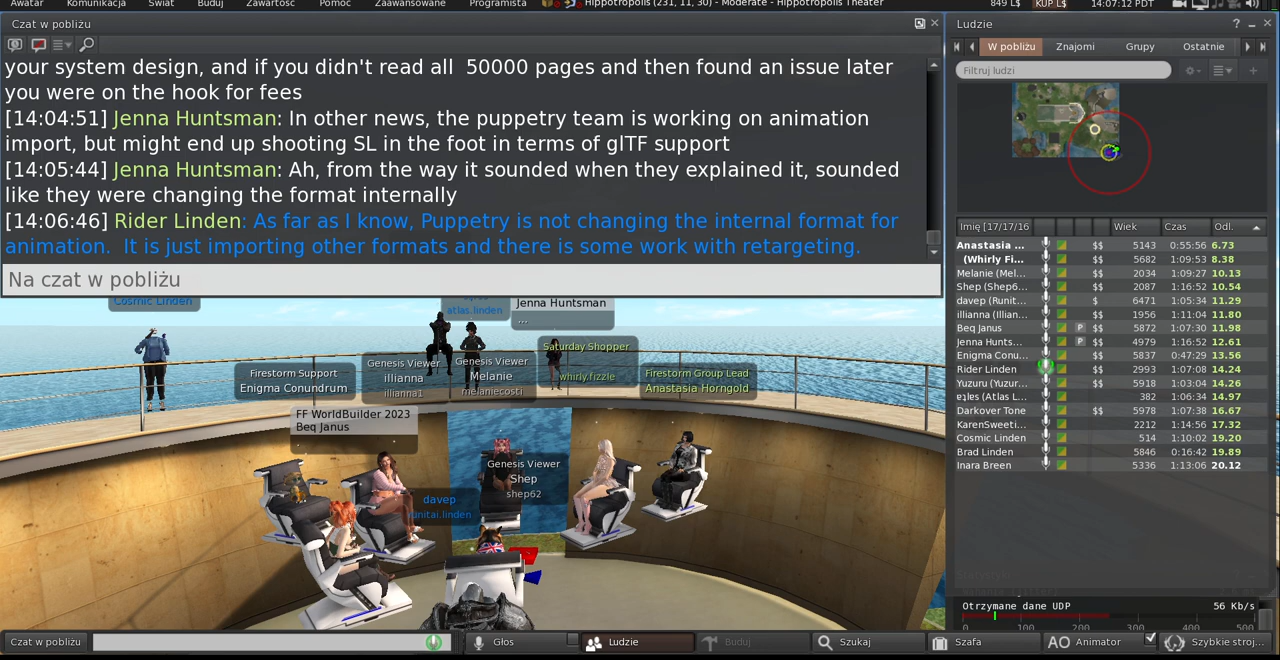 Awatar Świat Buduj Zawartość Pomoc Zaawansowane Programista Hippotropolis (231, 11, 30) - Moderate - Hippotropolis Theater 849 L$ KUP L$ 14:07:12 PDT
Czat w pobliżu
your system design, and if you didn't read all  50000 pages and then found an issue later
you were on the hook for fees
[14:04:51] Jenna Huntsman: In other news, the puppetry team is working on animation
import, but might end up shooting SL in the foot in terms of glTF support
[14:05:44] Jenna Huntsman: Ah, from the way it sounded when they explained it, sounded
like they were changing the format internally
[14:06:46] Rider Linden: As far as I know, Puppetry is not changing the internal format for
animation.  It is just importing other formats and there is some work with retargeting.
Na czat w pobliżu
Cosmic Linden
atlas.linden
Jenna Huntsman
...
Saturday Shopper
whirly.fizzle
Firestorm Support
Enigma Conundrum
Genesis Viewer
illianna
illianna1
Genesis Viewer
Melanie
melaniecosti
Firestorm Group Lead
Anastasia Horngold
FF WorldBuilder 2023
Beq Janus
Genesis Viewer
Shep
shep62
davep
runitai.linden
Ludzie
? _ ×
W pobliżu Znajomi Grupy Ostatnie
Filtruj ludzi
Imię [17/17/16 Wiek Czas Odl.
Anastasia ... $$ 5143 0:55:56 6.73
(Whirly Fi... $$ 5682 1:09:53 8.38
Melanie (Mel... $$ 2034 1:09:27 10.13
Shep (Shep6... $$ 2087 1:16:52 10.54
davep (Runit... $ 6471 1:05:34 11.29
illianna (Illian... $$ 1956 1:11:04 11.80
Beq Janus P $$ 5872 1:07:30 11.98
Jenna Hunts... P $$ 4979 1:16:52 12.61
Enigma Conu... $$ 5837 0:47:29 13.56
Rider Linden $$ 2993 1:07:08 14.24
Yuzuru (Yuzur... $$ 5918 1:03:04 14.26
(Atlas L... 382 1:06:34 14.97
Darkover Tone $$ 5978 1:07:38 16.67
KarenSweeti... 2212 1:14:56 17.32
Cosmic Linden 514 1:10:02 19.20
Brad Linden 5846 0:16:42 19.89
Inara Breen 5336 1:13:06 20.12
Otrzymane dane UDP 56 Kb/s
0 100 200 300 400 500
Czat w pobliżu Głos Ludzie Buduj Szukaj Szafa AO Animator Szybkie stroj...